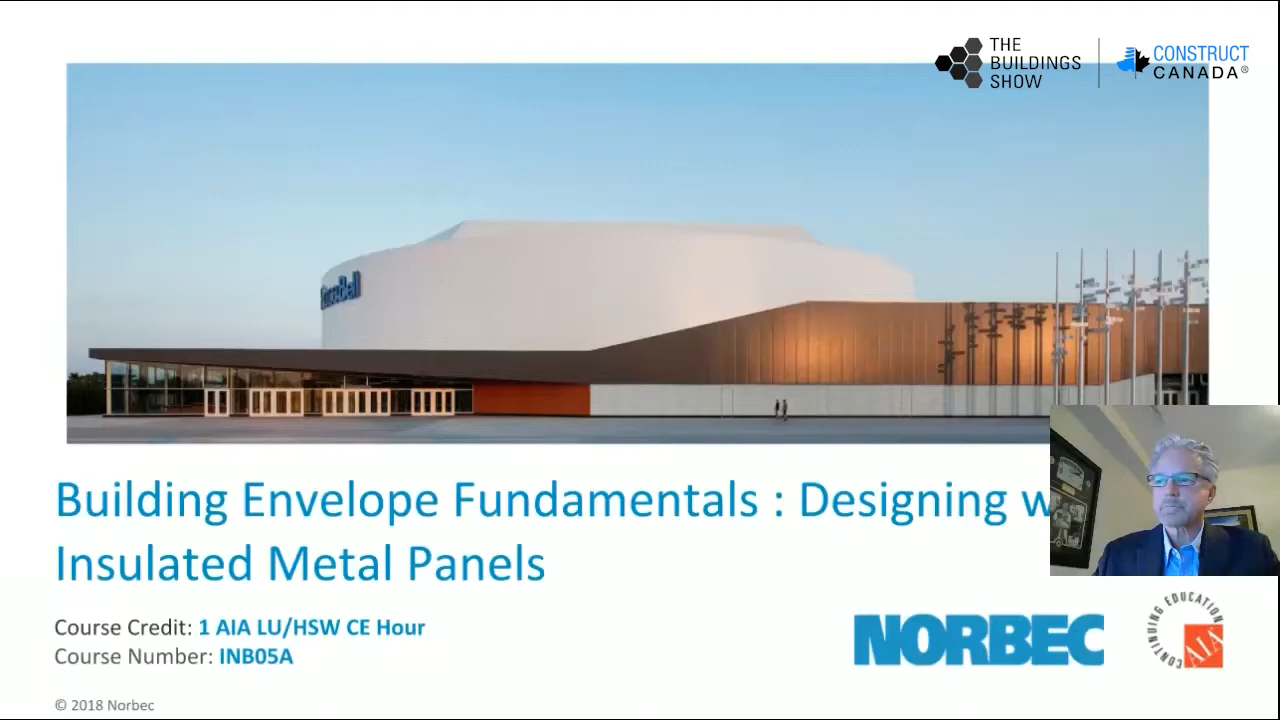 THE
BUILDINGS
SHOW
CONSTRUCT
CANADA®
Bell
Building Envelope Fundamentals : Designing w
Insulated Metal Panels
Course Credit: 1 AIA LU/HSW CE Hour
Course Number: INB05A
NORBEC
CONTINUING EDUCATION
AIA
© 2018 Norbec